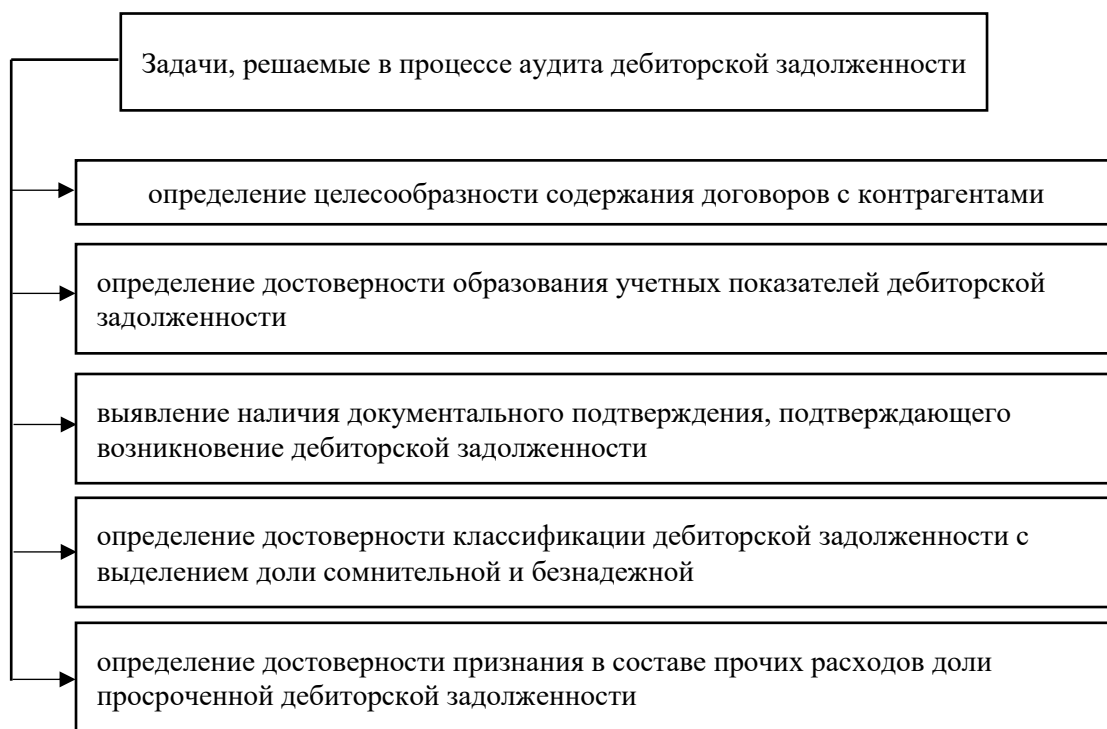 Задачи, решаемые в процессе аудита дебиторской задолженности
определение целесообразности содержания договоров с контрагентами
определение достоверности образования учетных показателей дебиторской
задолженности
выявление наличия документального подтверждения, подтверждающего
возникновение дебиторской задолженности
определение достоверности классификации дебиторской задолженности с
выделением доли сомнительной и безнадежной
определение достоверности признания в составе прочих расходов доли
просроченной дебиторской задолженности